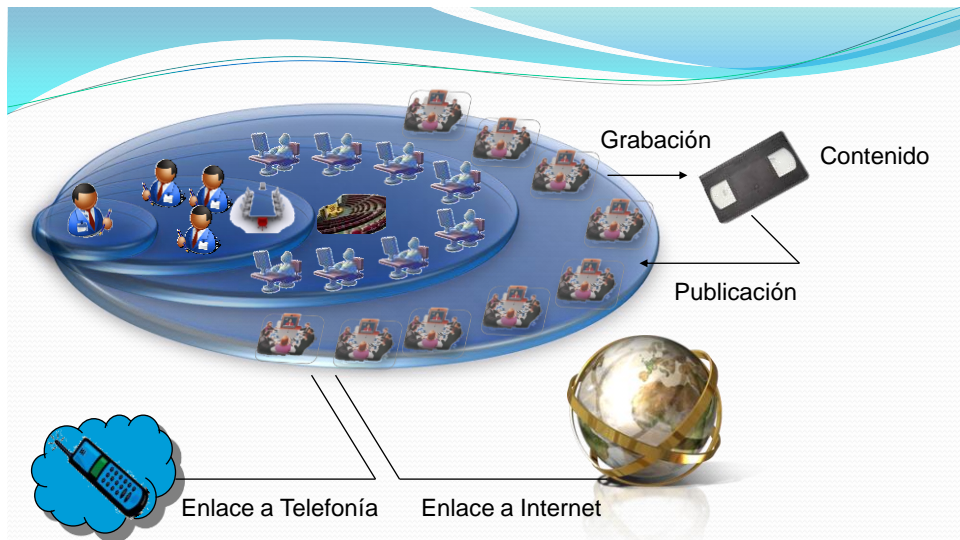 Grabación
Contenido
Publicación
Enlace a Telefonía
Enlace a Internet